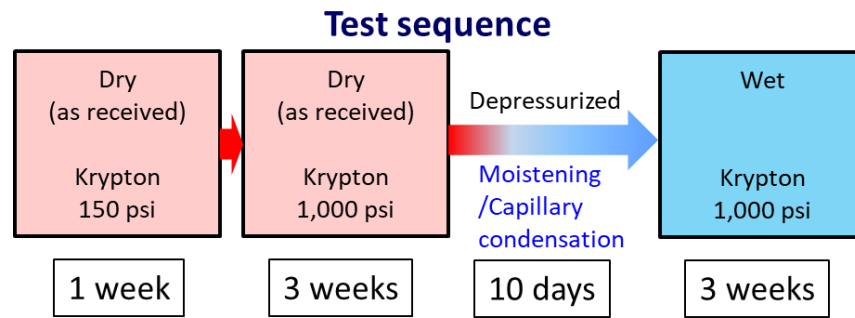 Test sequence
Dry
(as received)
Krypton
150 psi
Dry
(as received)
Krypton
1,000 psi
Depressurized
Moistening
/Capillary
condensation
Wet
Krypton
1,000 psi
1 week
3 weeks
10 days
3 weeks